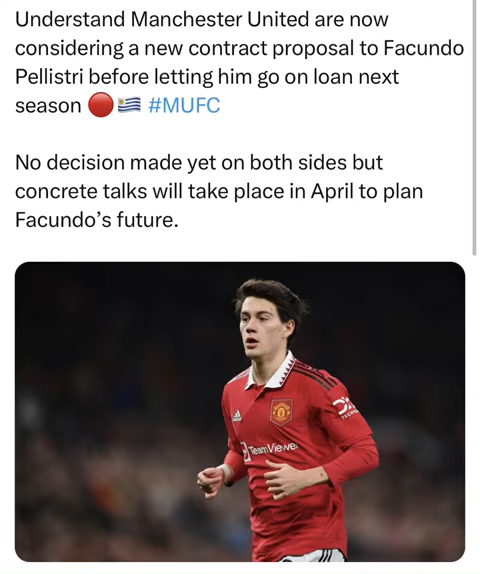 Understand Manchester United are now
considering a new contract proposal to Facundo
Pellistri before letting him go on loan next
season 🔴🇺🇾 #MUFC
No decision made yet on both sides but
concrete talks will take place in April to plan
Facundo’s future.
TeamViewer